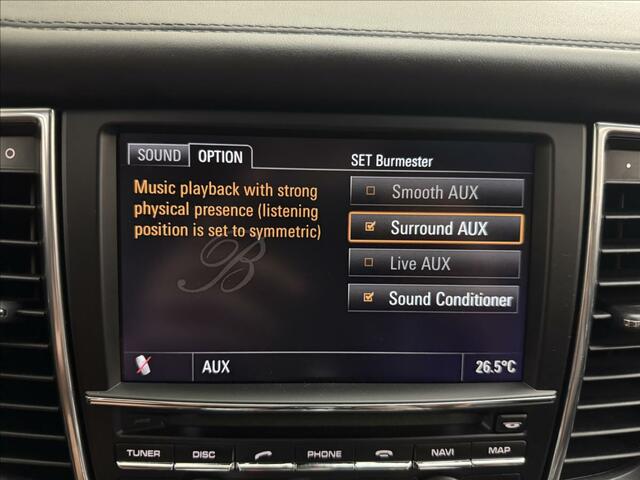 SOUND OPTION SET Burmester
Music playback with strong
physical presence (listening
position is set to symmetric)
Smooth AUX
Surround AUX
Live AUX
Sound Conditioner
B
AUX 26.5°C
TUNER DISC PHONE NAVI MAP